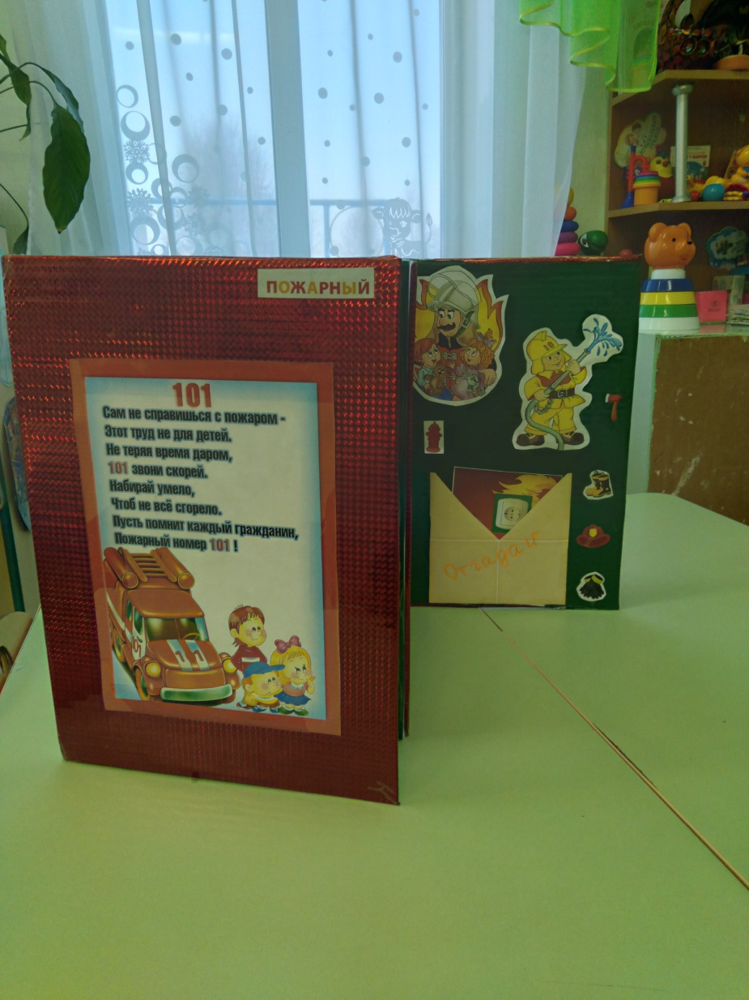 ПОЖАРНЫЙ
101
Сам не справишься с пожаром -
Этот труд не для детей.
Не теряя время даром,
101 звони скорей.
Набирай умело,
Чтоб не всё сгорело.
Пусть помнит каждый гражданин,
Пожарный номер 101 !
Отгадай